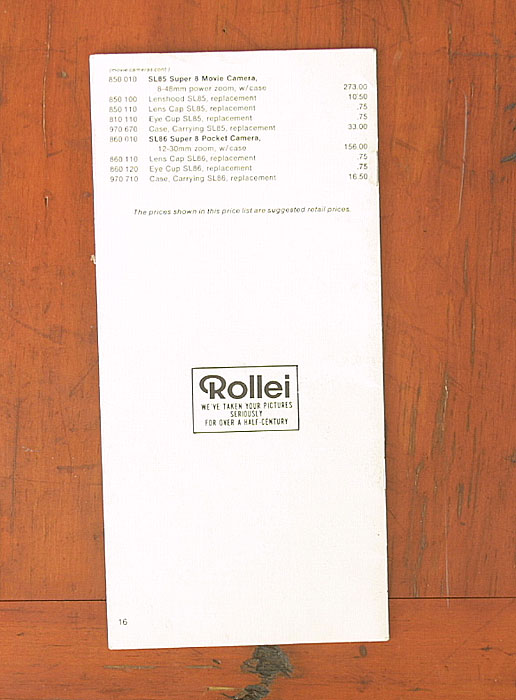 (movie cameras cont.)
850 010 SL85 Super 8 Movie Camera,
8-48mm power zoom, w/case 273.00
850 100 Lenshood SL85, replacement 10.50
850 110 Lens Cap SL85, replacement .75
810 110 Eye Cup SL85, replacement .75
970 670 Case, Carrying SL85, replacement 33.00
860 010 SL86 Super 8 Pocket Camera,
12-30mm zoom, w/case 156.00
860 110 Lens Cap SL86, replacement .75
860 120 Eye Cup SL86, replacement .75
970 710 Case, Carrying SL86, replacement 16.50
The prices shown in this price list are suggested retail prices.
Rollei
WE'VE TAKEN YOUR PICTURES
SERIOUSLY
FOR OVER A HALF-CENTURY
16